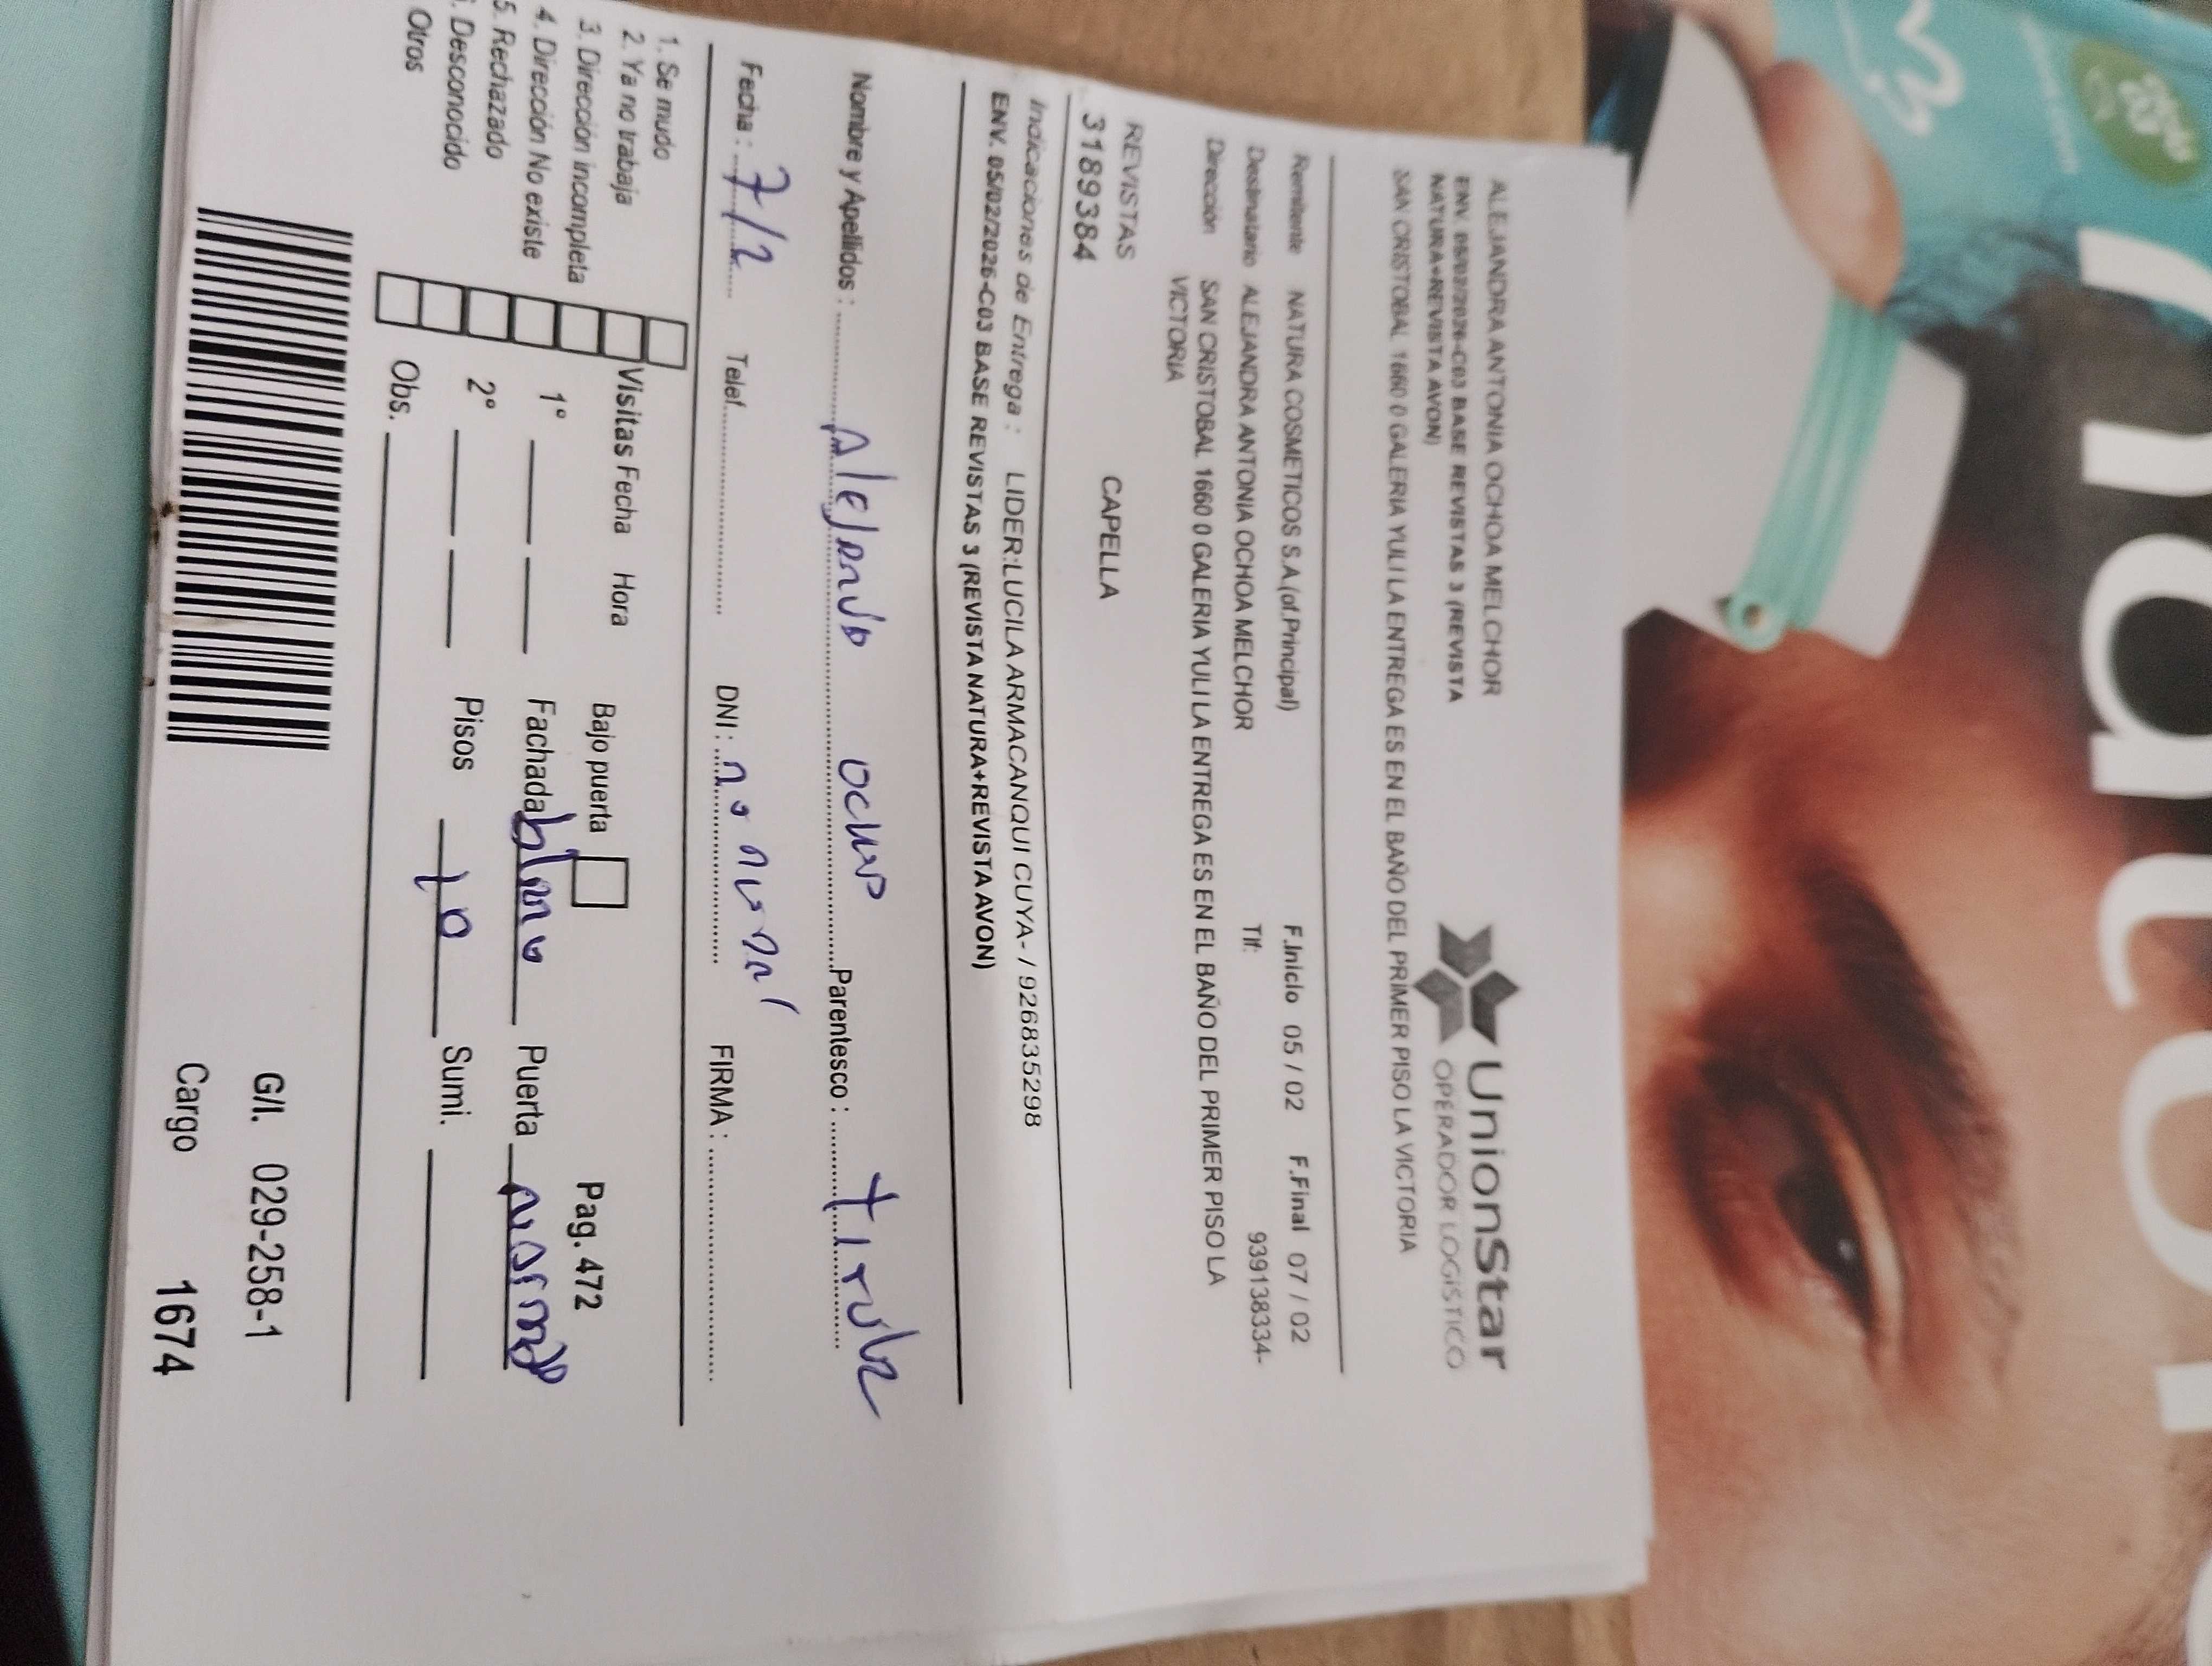 ALEJANDRA ANTONIA OCHOA MELCHOR
ENV. 05/02/2026-C03 BASE REVISTAS 3 (REVISTA
NATURA+REVISTA AVON)
UnionStar
OPERADOR LOGÍSTICO
SAN CRISTOBAL 1660 0 GALERIA YULI LA ENTREGA ES EN EL BAÑO DEL PRIMER PISO LA VICTORIA
Remitente NATURA COSMETICOS S.A.(of.Principal) F.Inicio 05 / 02 F.Final 07 / 02
Destinatario ALEJANDRA ANTONIA OCHOA MELCHOR Tlf: 939138334-
Dirección SAN CRISTOBAL 1660 0 GALERIA YULI LA ENTREGA ES EN EL BAÑO DEL PRIMER PISO LA
VICTORIA
REVISTAS CAPELLA
3189384
Indicaciones de Entrega : LIDER:LUCILA ARMACANQUI CUYA- / 926835298
ENV. 05/02/2026-C03 BASE REVISTAS 3 (REVISTA NATURA+REVISTA AVON)
Nombre y Apellidos : Parentesco :
Fecha : 7/2 Telef. DNI : FIRMA :
1. Se mudo
2. Ya no trabaja Visitas Fecha Hora Bajo puerta Pag. 472
3. Dirección incompleta
4. Dirección No existe 1° Fachada Puerta
5. Rechazado 2° Pisos Sumi.
Desconocido
Otros Obs.
G/I. 029-258-1
Cargo 1674